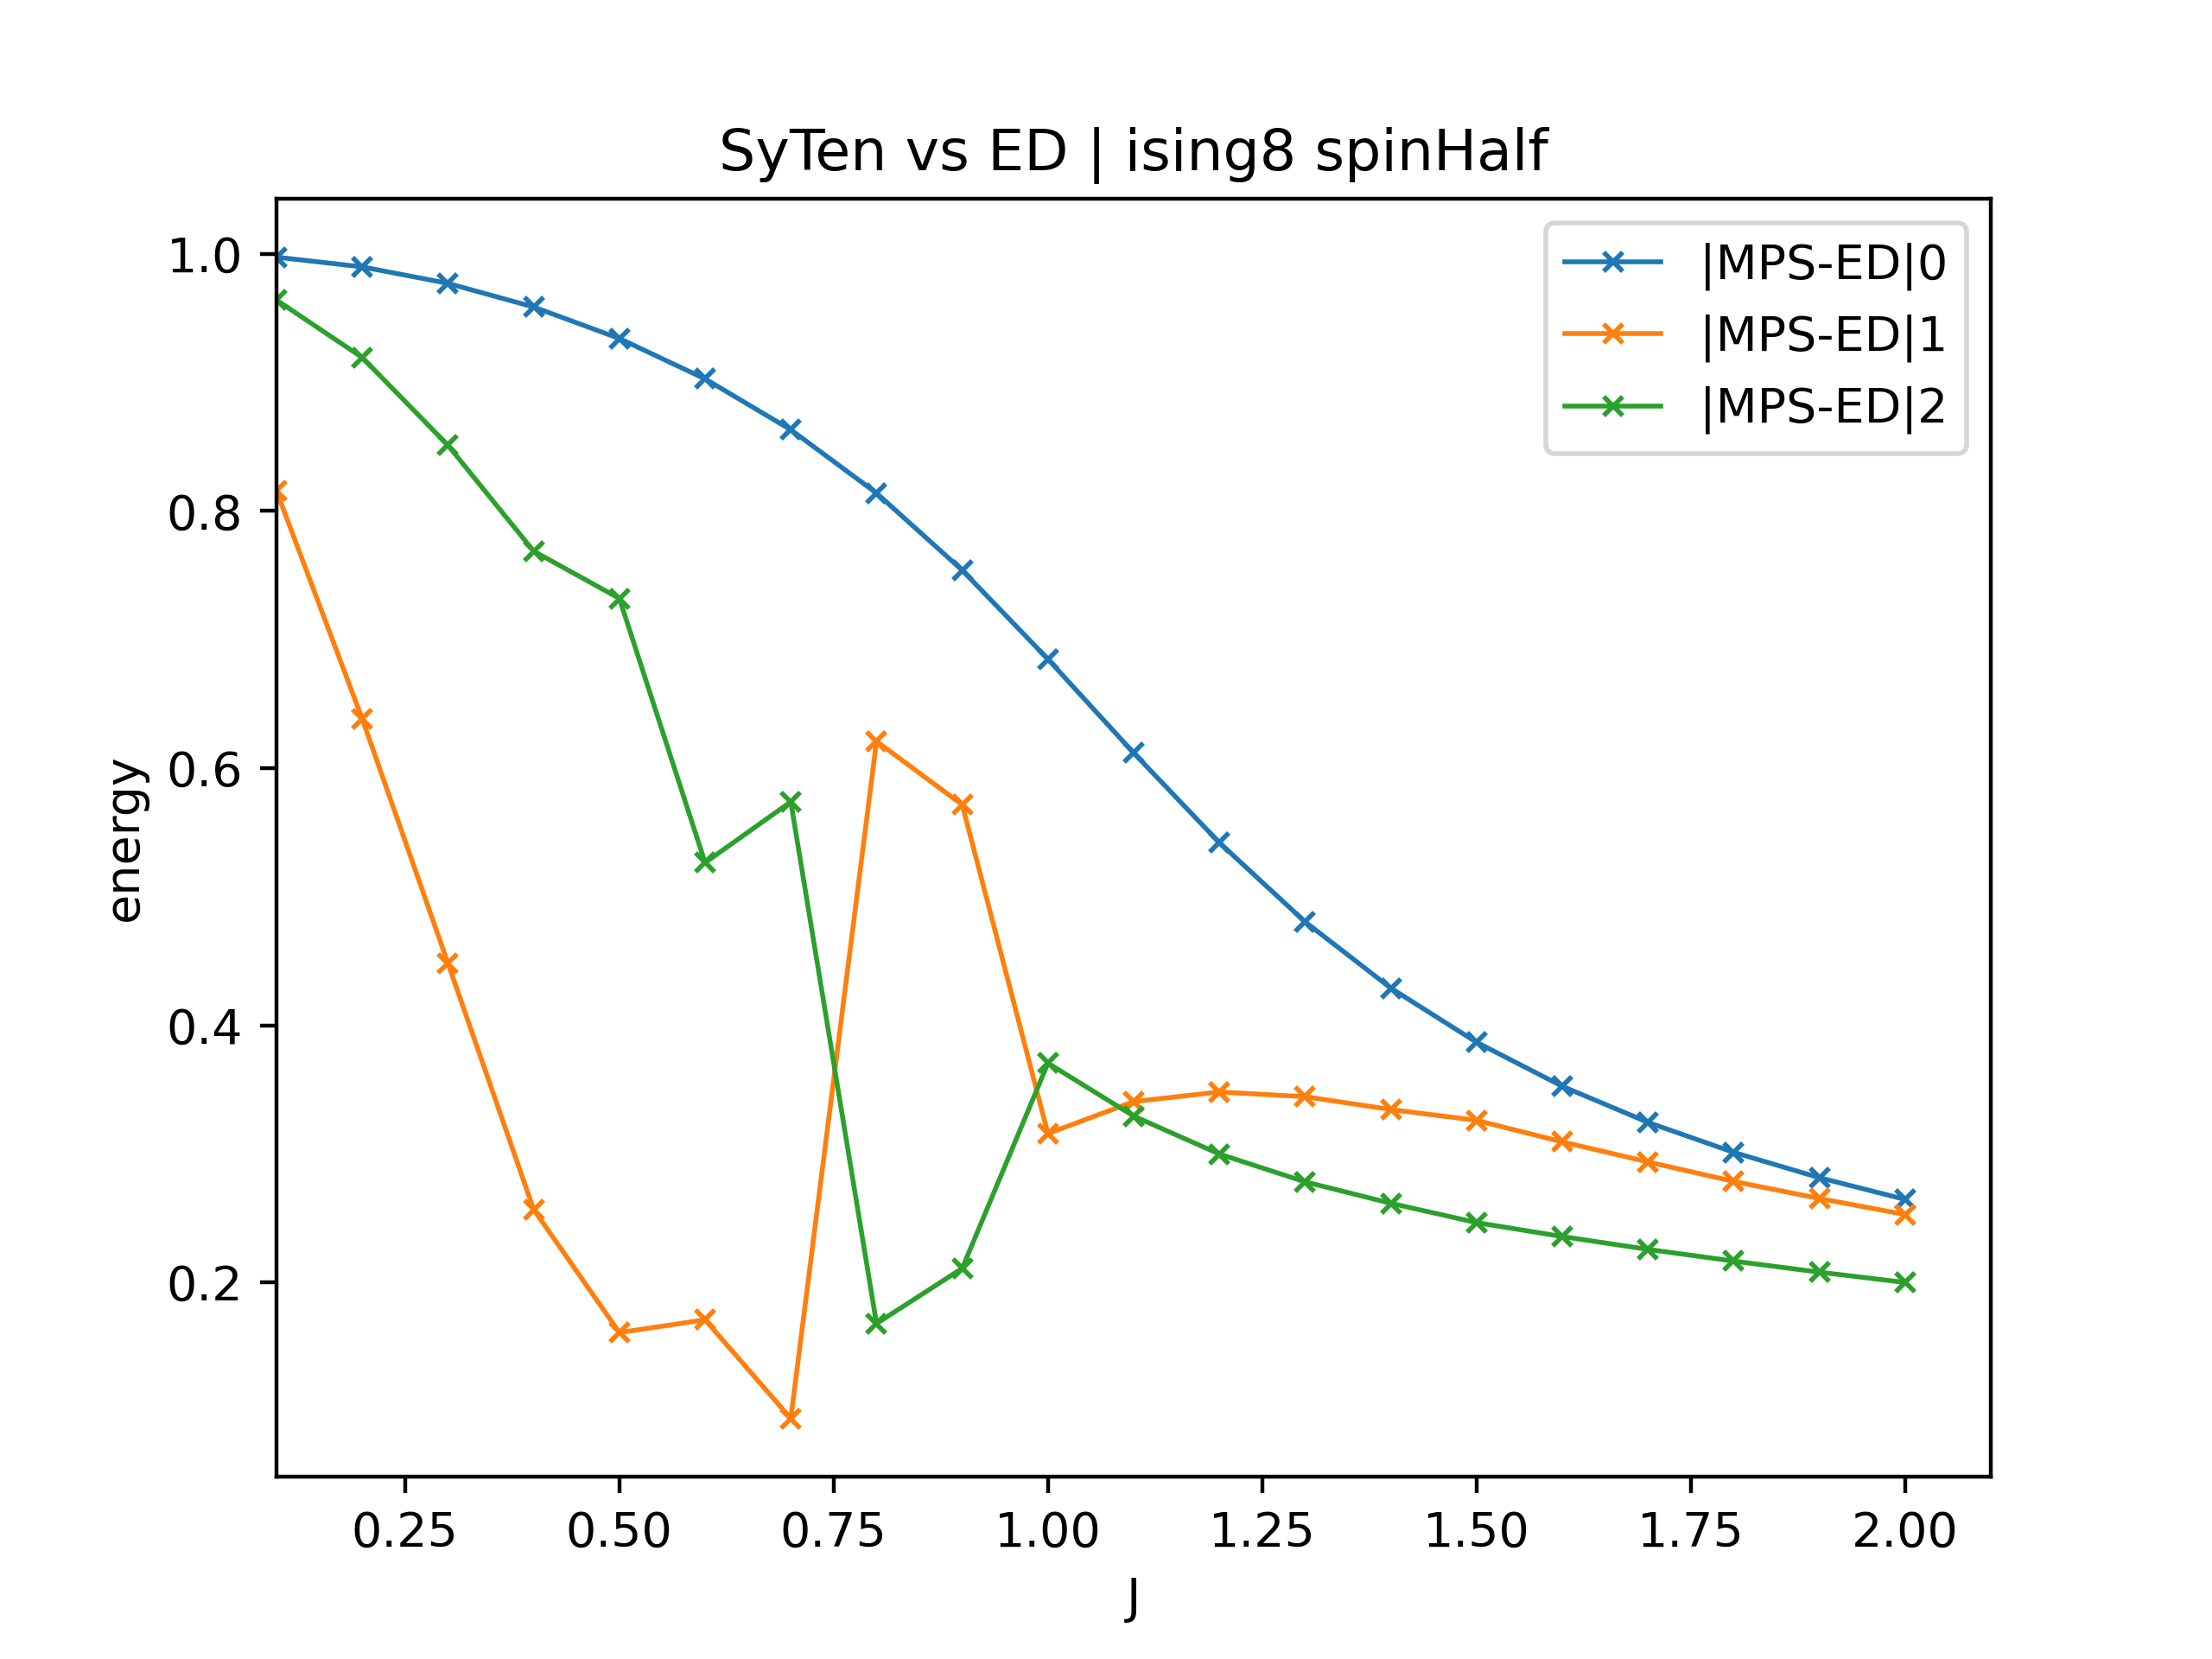 SyTen vs ED | ising8 spinHalf
|MPS-ED|0
|MPS-ED|1
|MPS-ED|2
energy
1.0
0.8
0.6
0.4
0.2
0.25 0.50 0.75 1.00 1.25 1.50 1.75 2.00
J